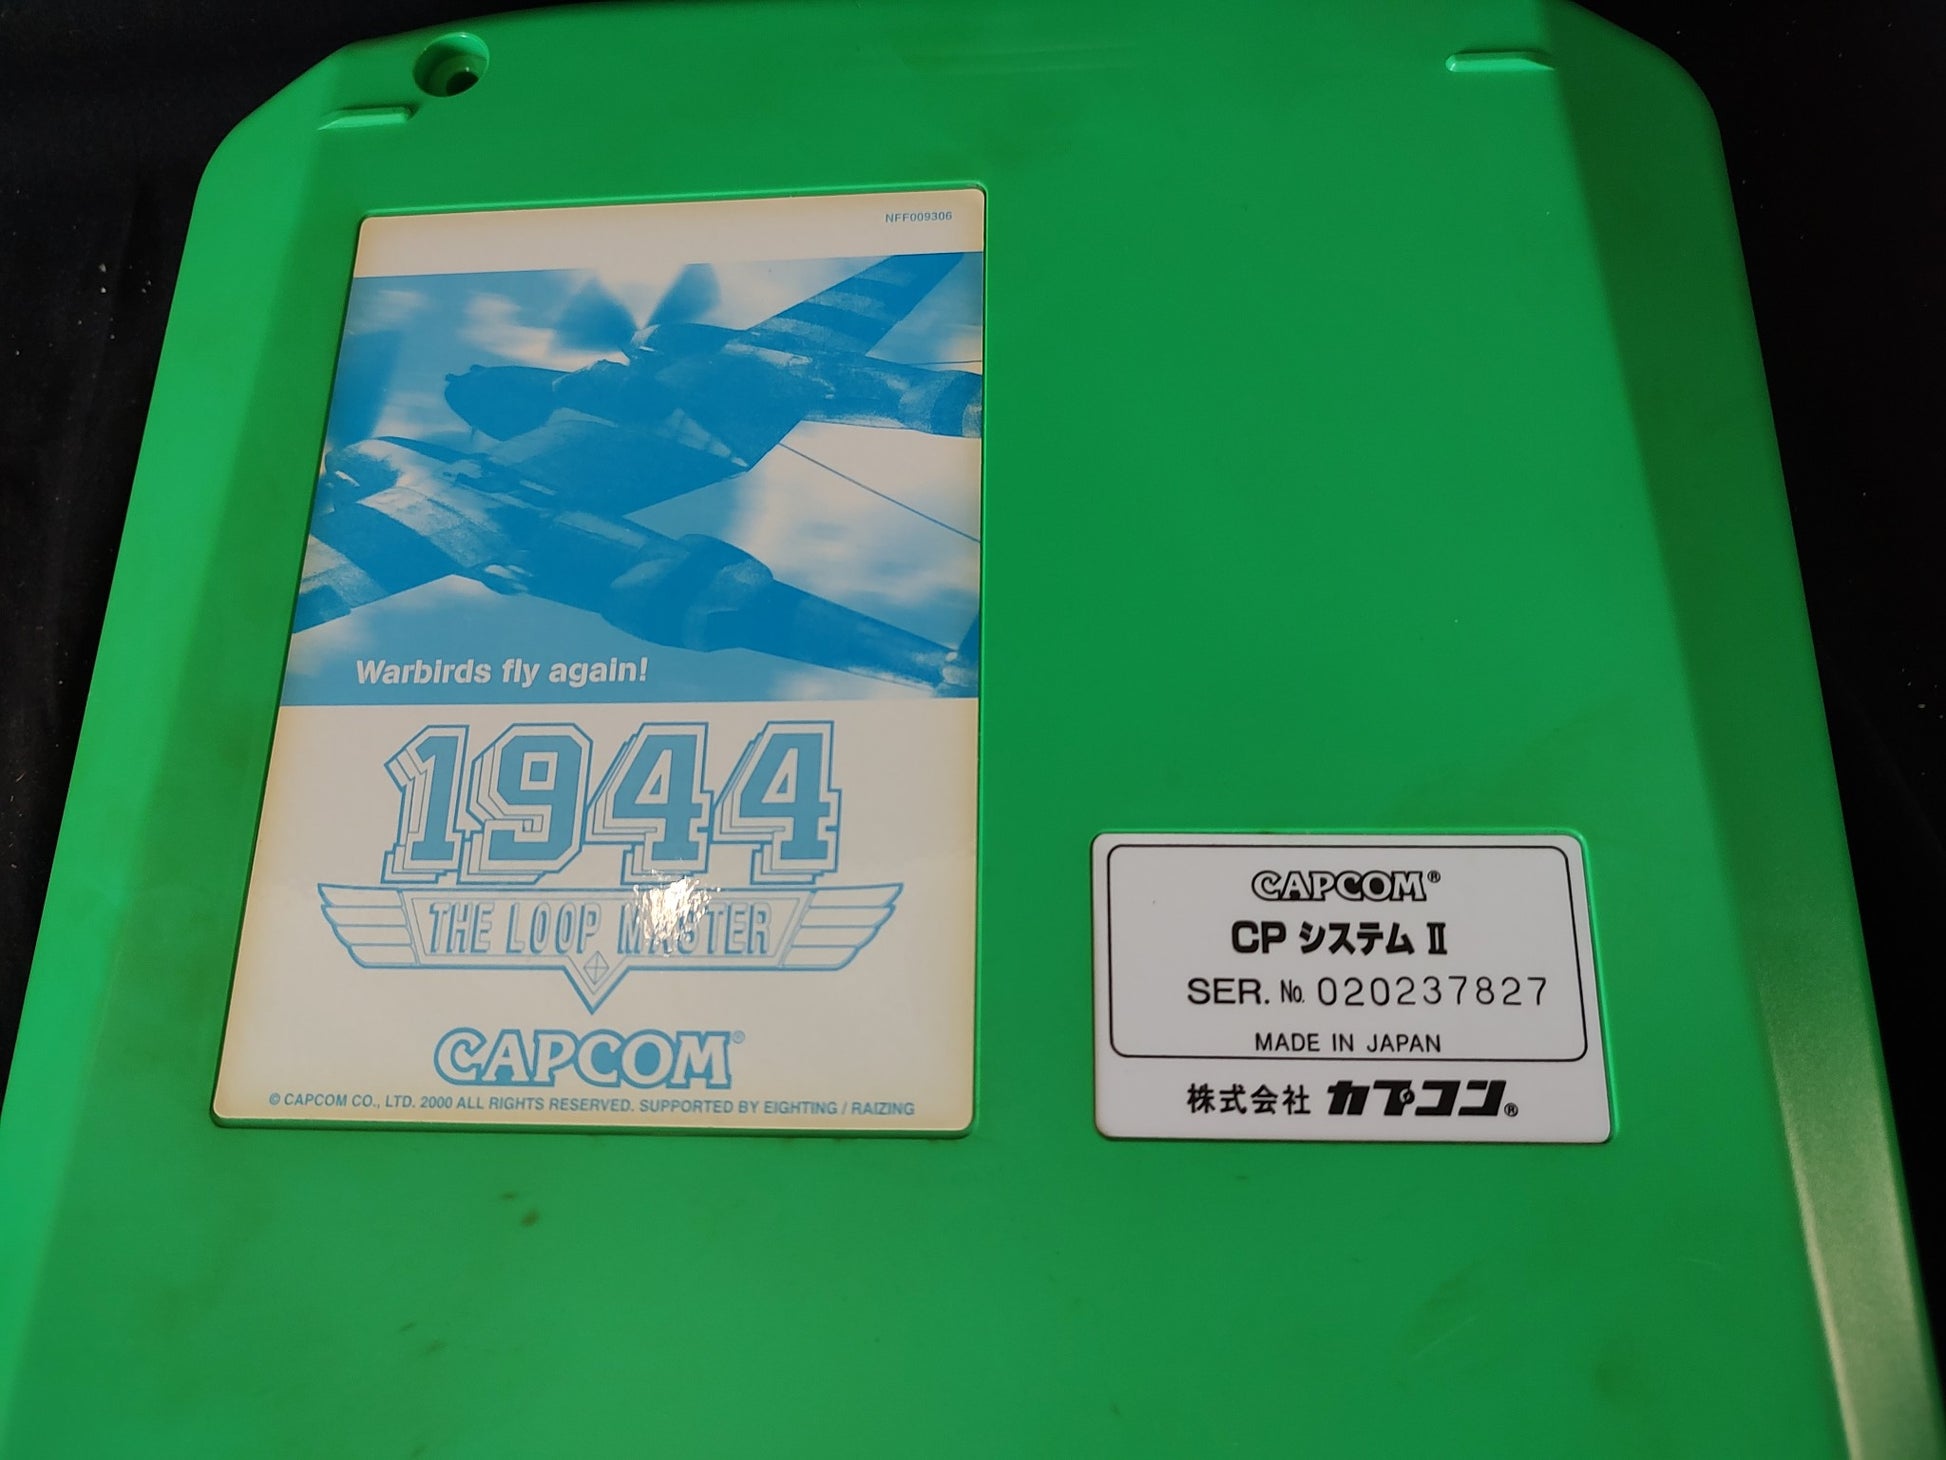 NFF009306
Warbirds fly again!
1944
THE LOOP MASTER
CAPCOM®
© CAPCOM CO., LTD. 2000 ALL RIGHTS RESERVED. SUPPORTED BY EIGHTING / RAIZING
CAPCOM®
CP システム II
SER. No. 020237827
MADE IN JAPAN
株式会社 カプコン®